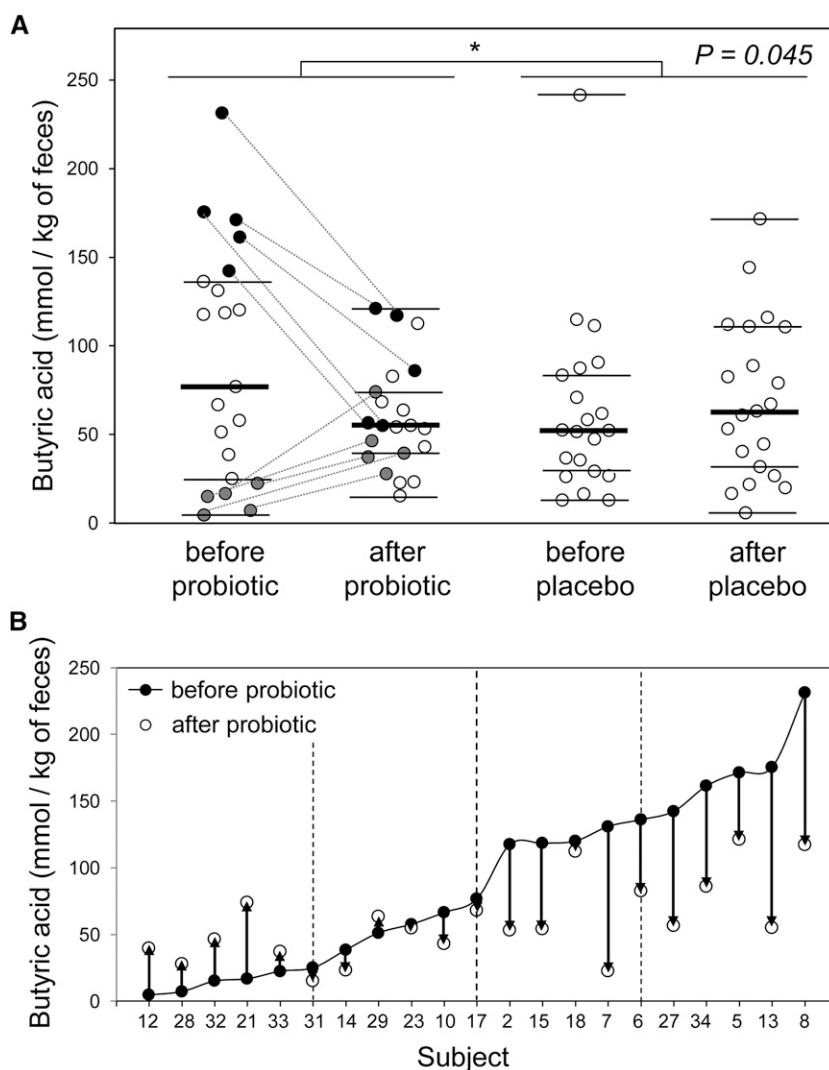 A
* P = 0.045
Butyric acid (mmol / kg of feces)
250
200
150
100
50
0
before probiotic
after probiotic
before placebo
after placebo
B
Butyric acid (mmol / kg of feces)
250
200
150
100
50
0
before probiotic
after probiotic
12 28 32 21 33 31 14 29 23 10 17 2 15 18 7 6 27 34 5 13 8
Subject